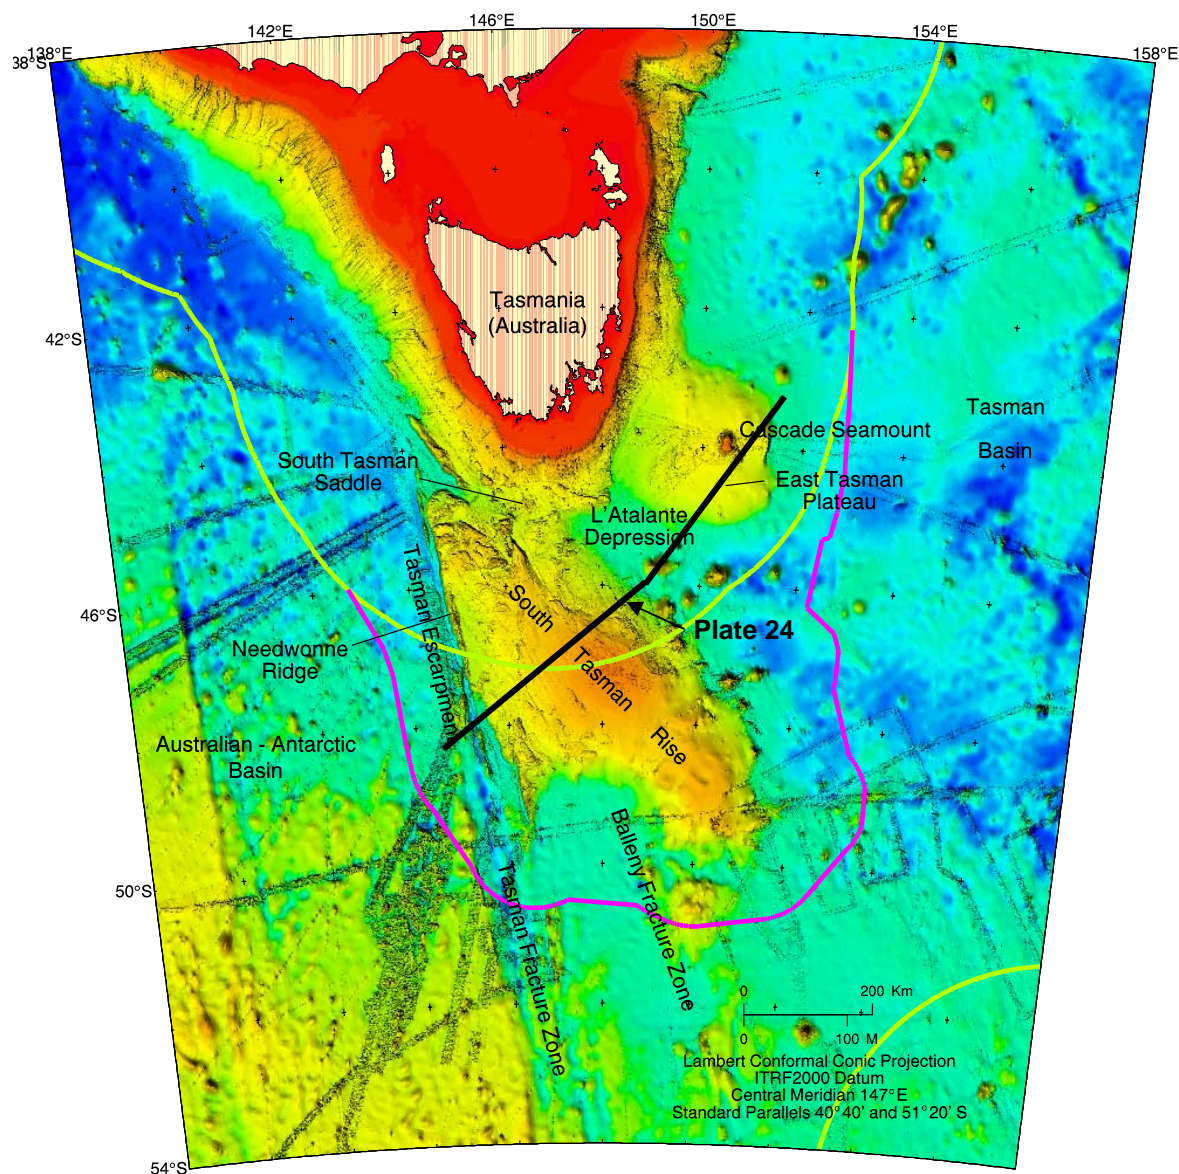 142°E
146°E
150°E
154°E
158°E
138°E
38°S
42°S
46°S
50°S
54°S
Tasmania
(Australia)
Tasman
Basin
Cascade Seamount
South Tasman
Saddle
East Tasman
Plateau
L'Atalante
Depression
Tasman Escarpment
South
Tasman
Rise
Plate 24
Needwonne
Ridge
Australian - Antarctic
Basin
Balleny Fracture Zone
Tasman Fracture Zone
0 200 Km
0 100 M
Lambert Conformal Conic Projection
ITRF2000 Datum
Central Meridian 147°E
Standard Parallels 40°40' and 51°20' S